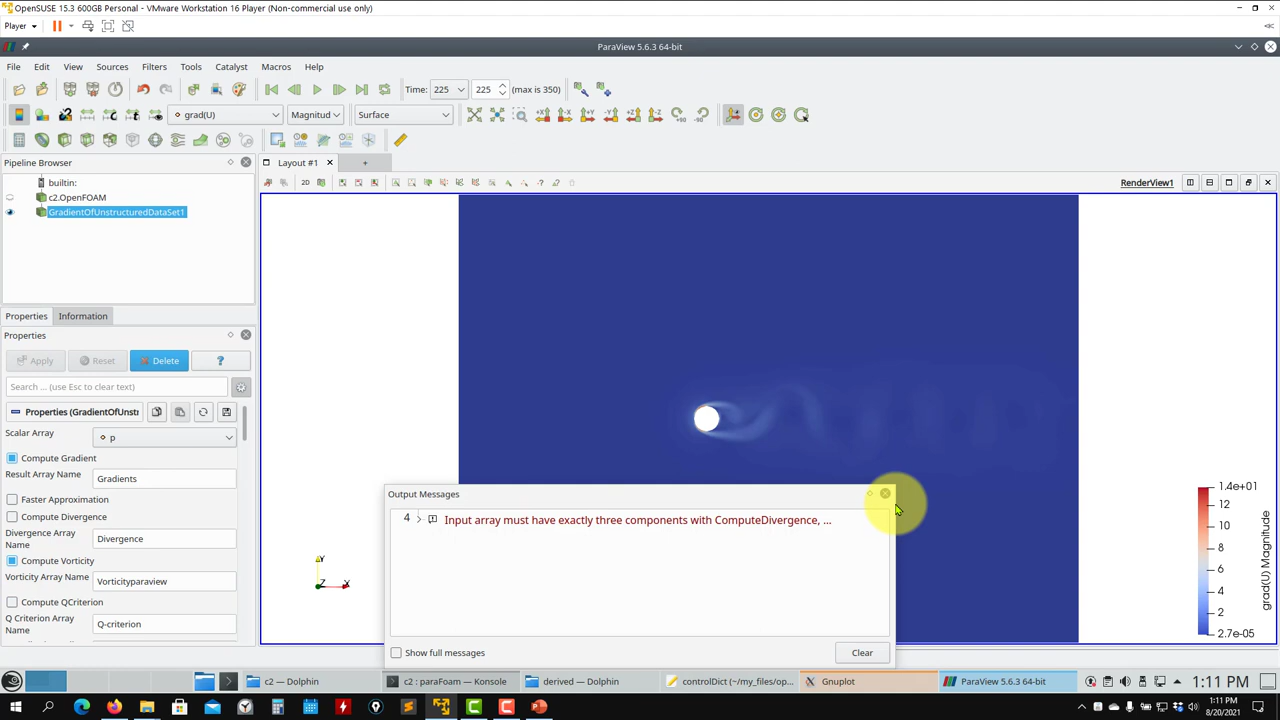 OpenSUSE 15.3 600GB Personal - VMware Workstation 16 Player (Non-commercial use only)
Player
ParaView 5.6.3 64-bit
File Edit View Sources Filters Tools Catalyst Macros Help
Time: 225 225 (max is 350)
grad(U) Magnitud Surface
Pipeline Browser
Layout #1
+
builtin:
2D
3D
RenderView1
c2.OpenFOAM
GradientOfUnstructuredDataSet1
Properties Information
Properties
Apply Reset Delete ?
Search ... (use Esc to clear text)
Properties (GradientOfUnst
Scalar Array
p
Compute Gradient
Result Array Name
Gradients
Faster Approximation
Compute Divergence
Divergence Array Name
Divergence
Compute Vorticity
Vorticity Array Name
Vorticityparaview
Compute QCriterion
Q Criterion Array Name
Q-criterion
Y
Z
X
Output Messages
4
Input array must have exactly three components with ComputeDivergence, ...
Show full messages
Clear
1.4e+01
12
10
8
6
4
2
2.7e-05
grad(U) Magnitude
c2 — Dolphin
c2 : paraFoam — Konsole
derived — Dolphin
controlDict (~/my_files/op...
Gnuplot
ParaView 5.6.3 64-bit
1:11 PM
1:11 PM
8/20/2021